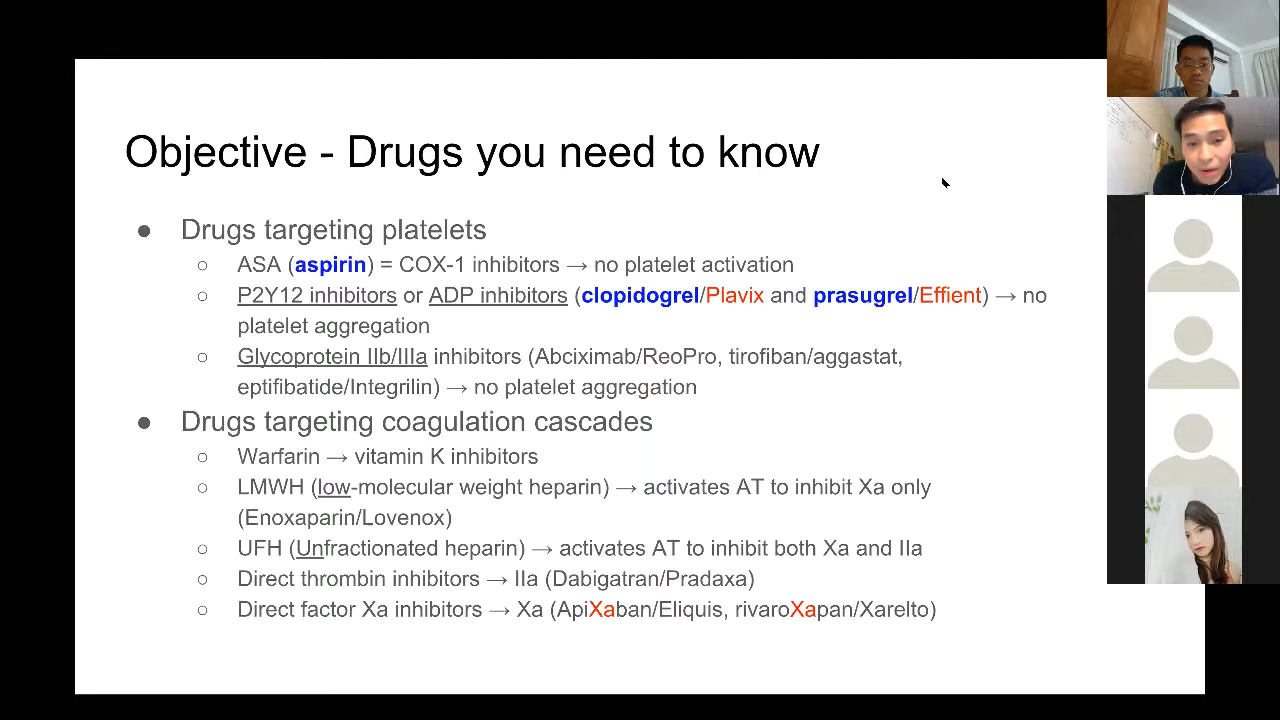 Objective - Drugs you need to know
● Drugs targeting platelets
○ ASA (aspirin) = COX-1 inhibitors → no platelet activation
○ P2Y12 inhibitors or ADP inhibitors (clopidogrel/Plavix and prasugrel/Effient) → no
platelet aggregation
○ Glycoprotein IIb/IIIa inhibitors (Abciximab/ReoPro, tirofiban/aggastat,
eptifibatide/Integrilin) → no platelet aggregation
● Drugs targeting coagulation cascades
○ Warfarin → vitamin K inhibitors
○ LMWH (low-molecular weight heparin) → activates AT to inhibit Xa only
(Enoxaparin/Lovenox)
○ UFH (Unfractionated heparin) → activates AT to inhibit both Xa and IIa
○ Direct thrombin inhibitors → IIa (Dabigatran/Pradaxa)
○ Direct factor Xa inhibitors → Xa (ApiXaban/Eliquis, rivaroXapan/Xarelto)